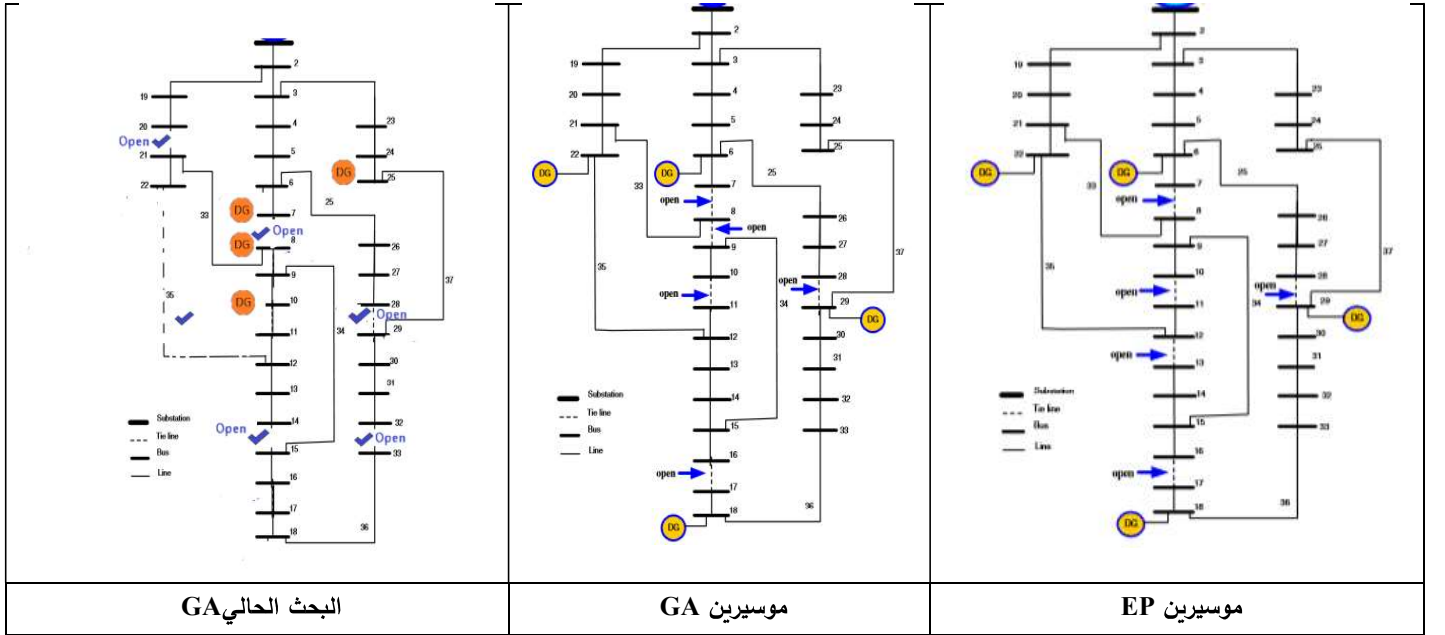 2
19
3
20
4
23
Open
21
5
24
DG
22
6
25
33
25
DG
7
Open
DG
8
26
9
27
37
35
DG
10
28
Open
11
34
29
12
30
13
31
Substation
Tie line
Bus
Line
14
32
Open
Open
15
33
16
17
36
18
البحث الحاليGA
2
3
19
20
4
23
21
5
24
22
6
25
DG
DG
33
7
25
open
8
26
open
9
27
37
35
10
28
open
open
11
34
29
DG
12
30
13
31
Substation
Tie line
Bus
Line
14
32
15
33
16
open
17
36
18
DG
موسيرين GA
2
3
19
20
4
23
21
5
24
22
6
25
DG
DG
33
7
25
open
8
26
9
27
37
35
10
28
open
open
11
34
29
DG
12
30
open
13
31
Substation
Tie line
Bus
Line
14
32
15
33
16
open
17
36
18
DG
موسيرين EP